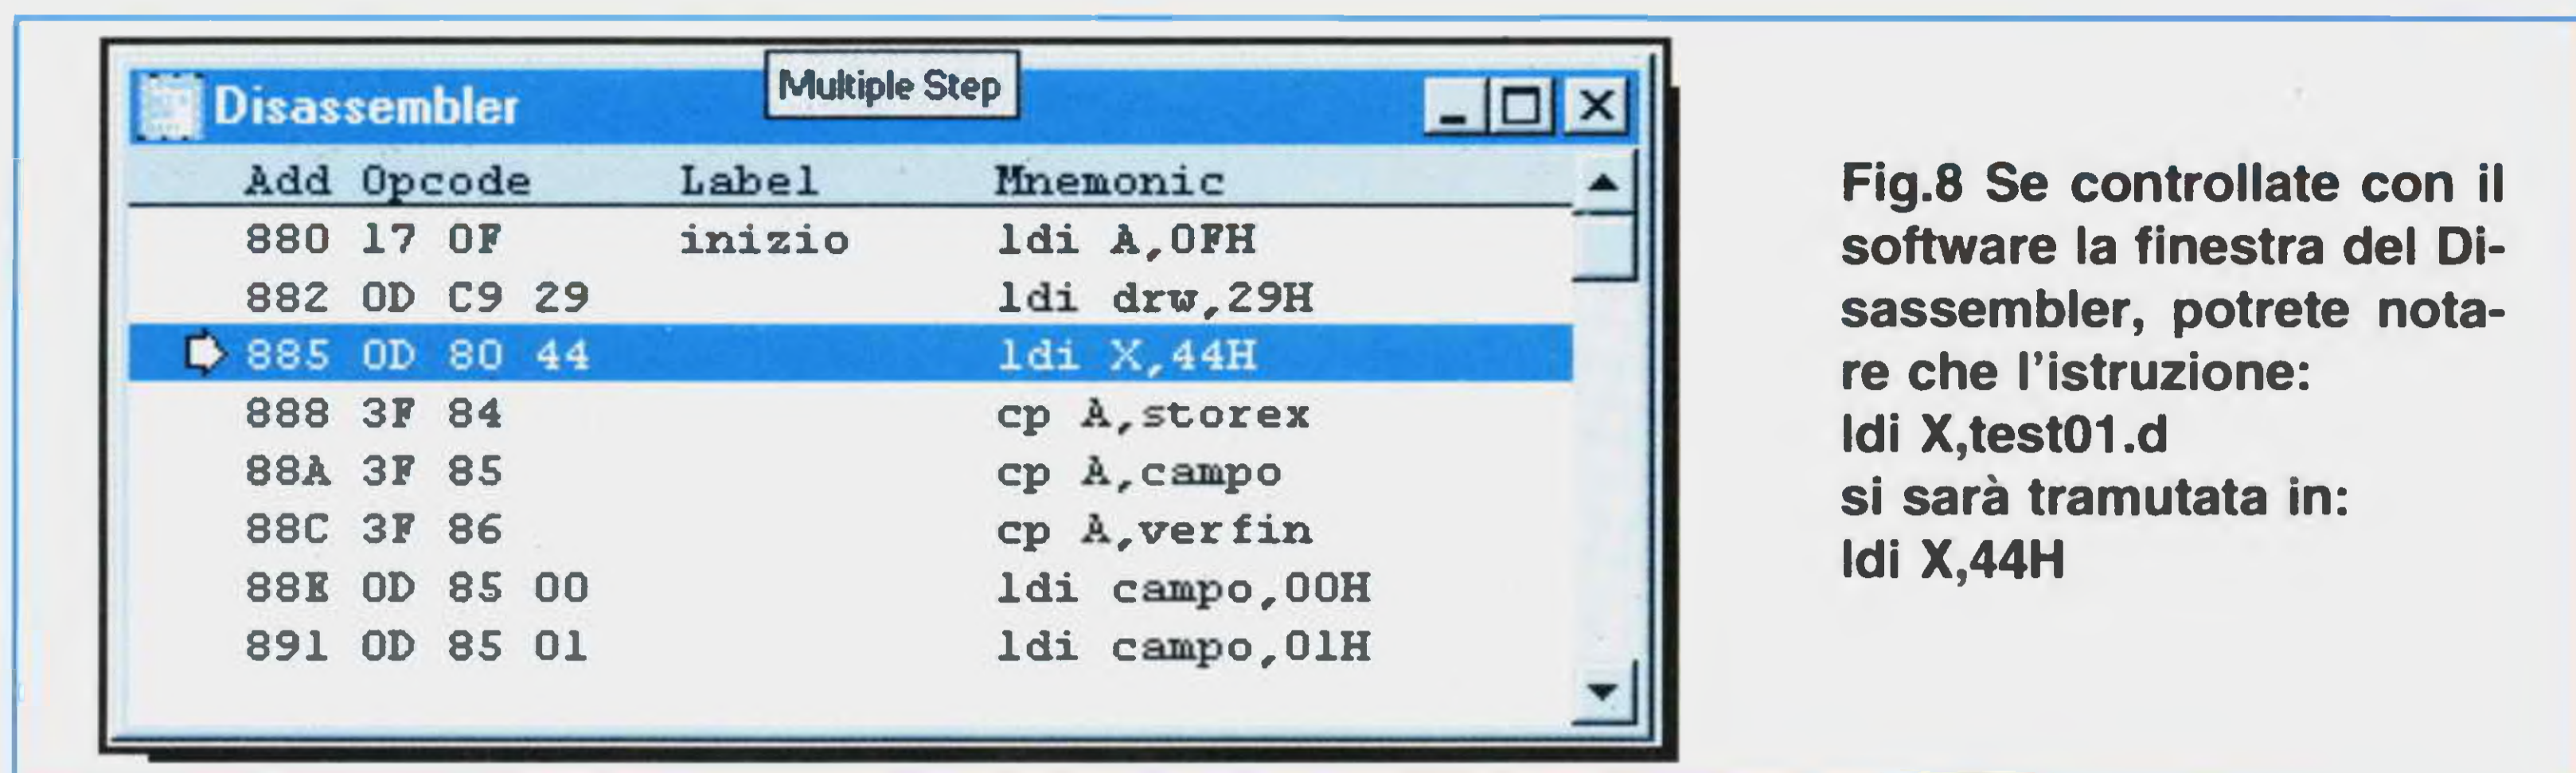 Multiple Step
Disassembler
Add Opcode Label Mnemonic
880 17 0F inizio ldi A,0FH
882 0D C9 29 ldi drw,29H
885 0D 80 44 ldi X,44H
888 3F 84 cp A,storex
88A 3F 85 cp A,campo
88C 3F 86 cp A,verfin
88E 0D 85 00 ldi campo,00H
891 0D 85 01 ldi campo,01H
Fig.8 Se controllate con il
software la finestra del Di-
sassembler, potrete nota-
re che l'istruzione:
ldi X,test01.d
si sarà tramutata in:
ldi X,44H